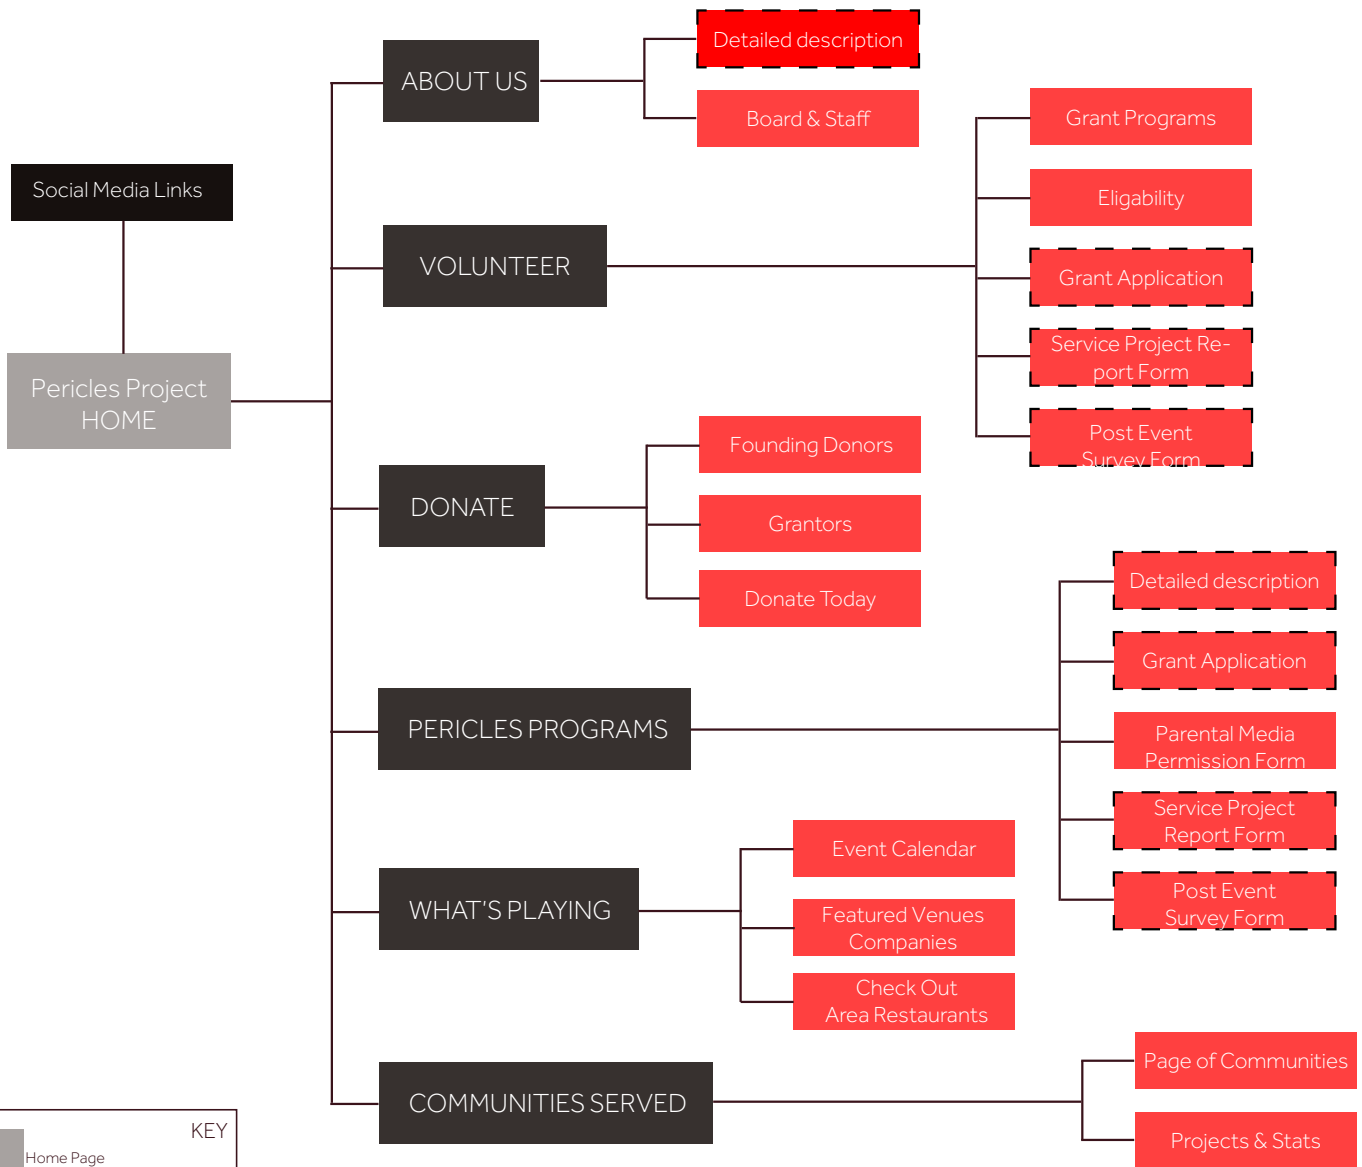 Social Media Links
Pericles Project
HOME
ABOUT US
Detailed description
Board & Staff
VOLUNTEER
Grant Programs
Eligability
Grant Application
Service Project Re-
port Form
Post Event
Survey Form
DONATE
Founding Donors
Grantors
Donate Today
PERICLES PROGRAMS
Detailed description
Grant Application
Parental Media
Permission Form
Service Project
Report Form
Post Event
Survey Form
WHAT'S PLAYING
Event Calendar
Featured Venues
Companies
Check Out
Area Restaurants
COMMUNITIES SERVED
Page of Communities
Projects & Stats
KEY
Home Page